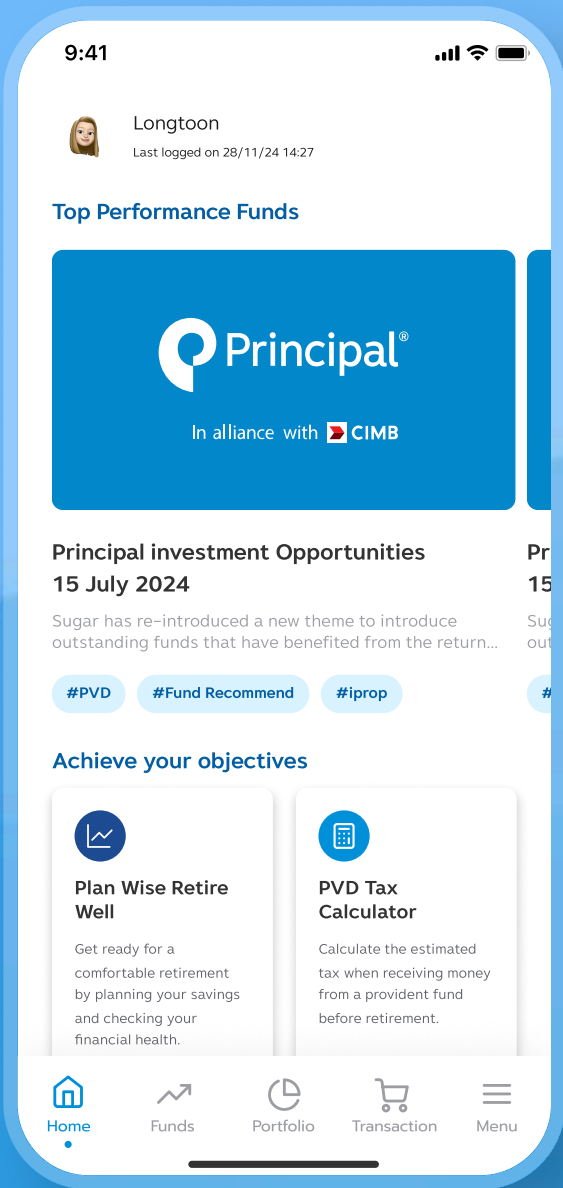 9:41
Longtoon
Last logged on 28/11/24 14:27
Top Performance Funds
Principal®
In alliance with CIMB
Principal investment Opportunities
15 July 2024
Sugar has re-introduced a new theme to introduce
outstanding funds that have benefited from the return...
#PVD #Fund Recommend #iprop
Pr
15
Sug
out
#
Achieve your objectives
Plan Wise Retire
Well
Get ready for a
comfortable retirement
by planning your savings
and checking your
financial health.
PVD Tax
Calculator
Calculate the estimated
tax when receiving money
from a provident fund
before retirement.
Home Funds Portfolio Transaction Menu